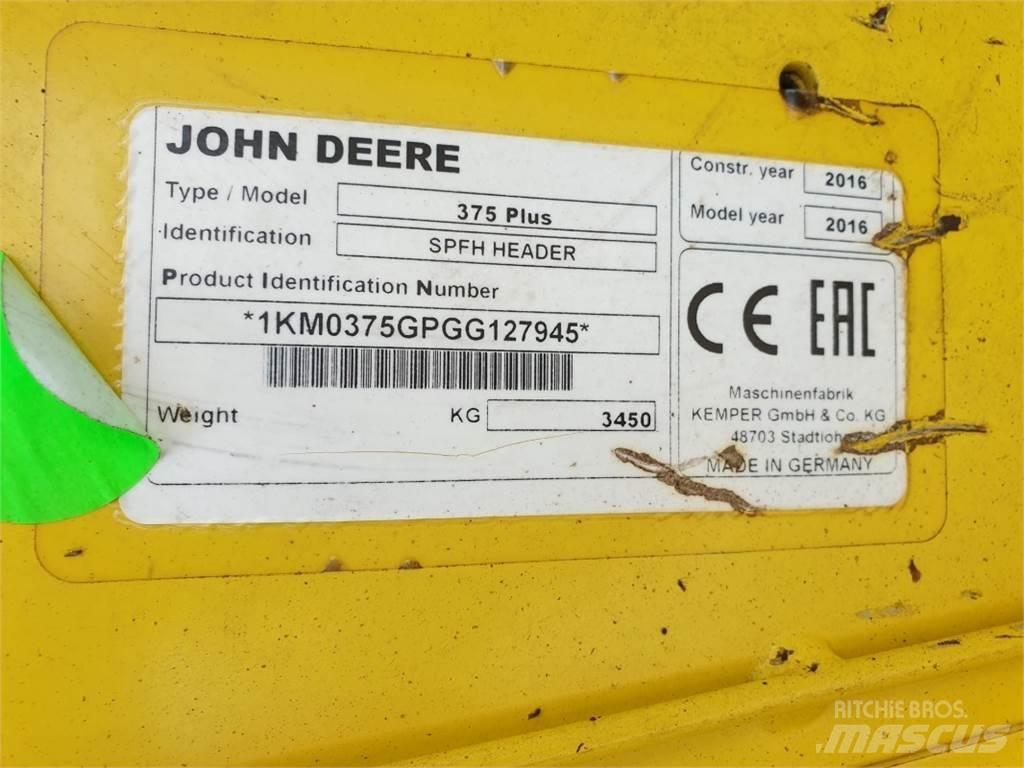 JOHN DEERE
Type / Model 375 Plus
Identification SPFH HEADER
Product Identification Number
*1KM0375GPGG127945*
Weight KG 3450
Constr. year 2016
Model year 2016
CE EAC
Maschinenfabrik
KEMPER GmbH & Co. KG
48703
MADE IN GERMANY
RITCHIE BROS.
MASCUS